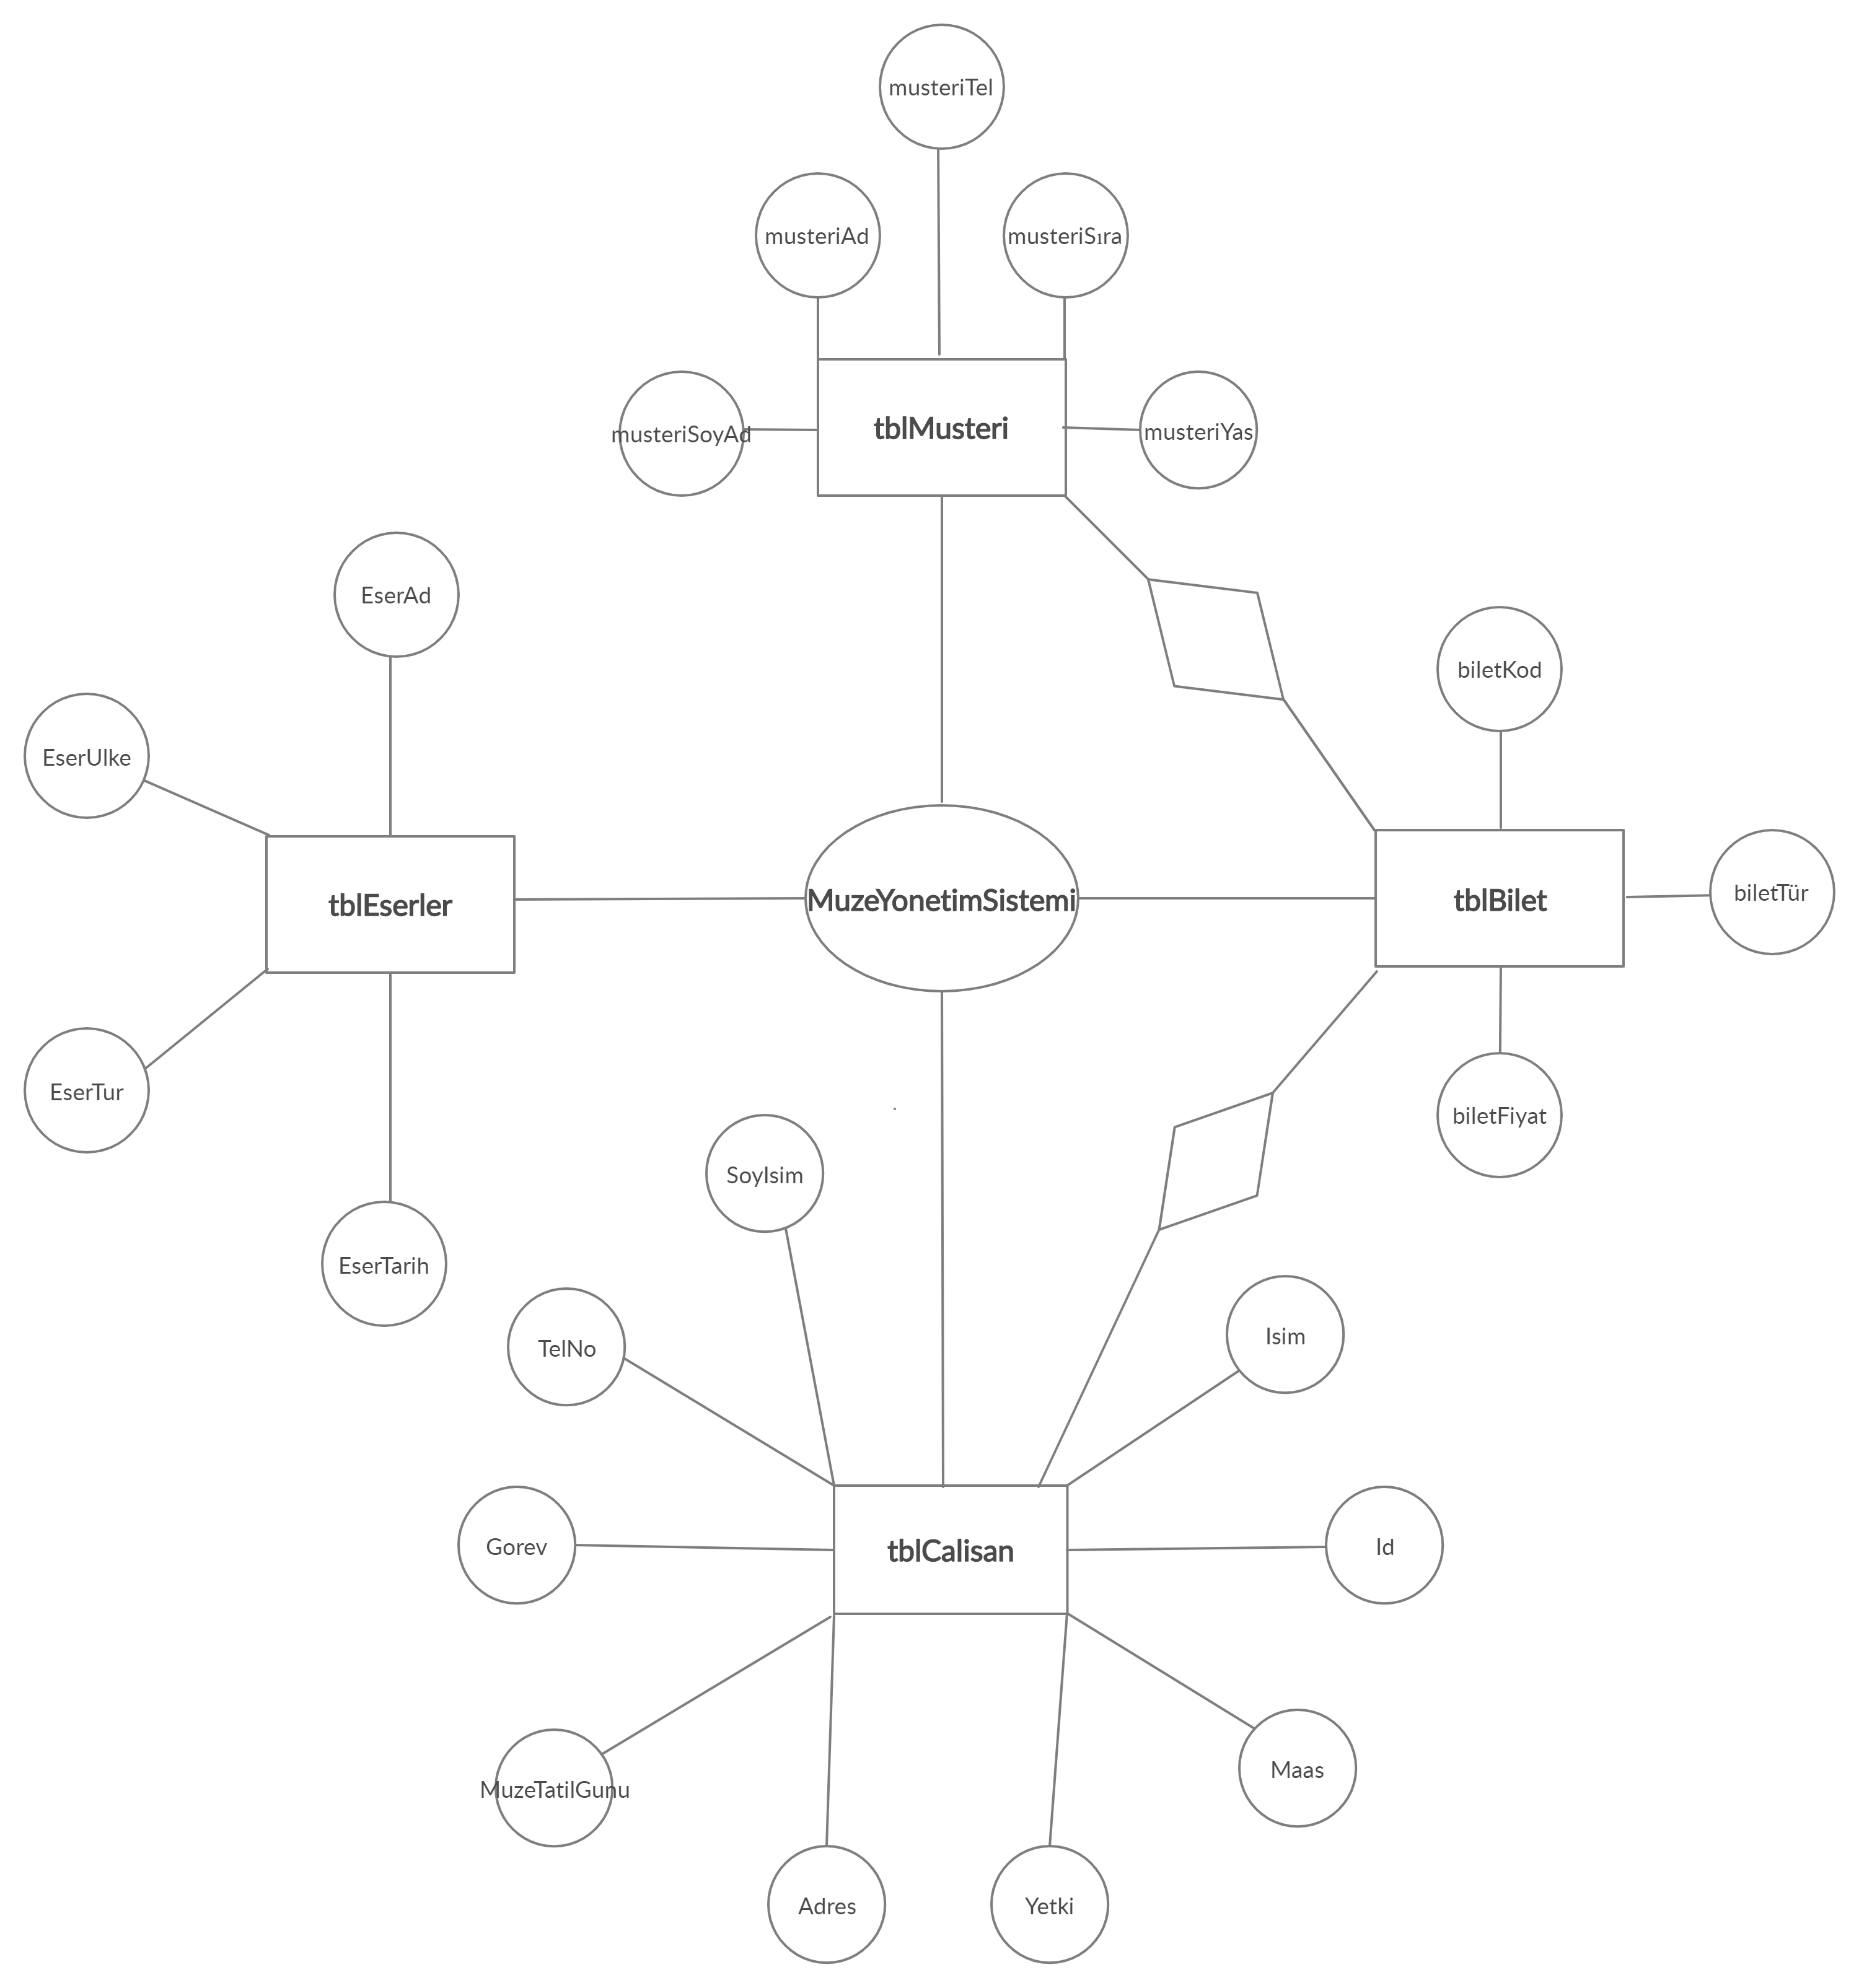 musteriTel
musteriAd
musteriSıra
musteriSoyAd
tblMusteri
musteriYas
EserAd
biletKod
EserUlke
tblEserler
MuzeYonetimSistemi
tblBilet
biletTür
EserTur
biletFiyat
SoyIsim
EserTarih
TelNo
Isim
Gorev
tblCalisan
Id
MuzeTatilGunu
Maas
Adres
Yetki